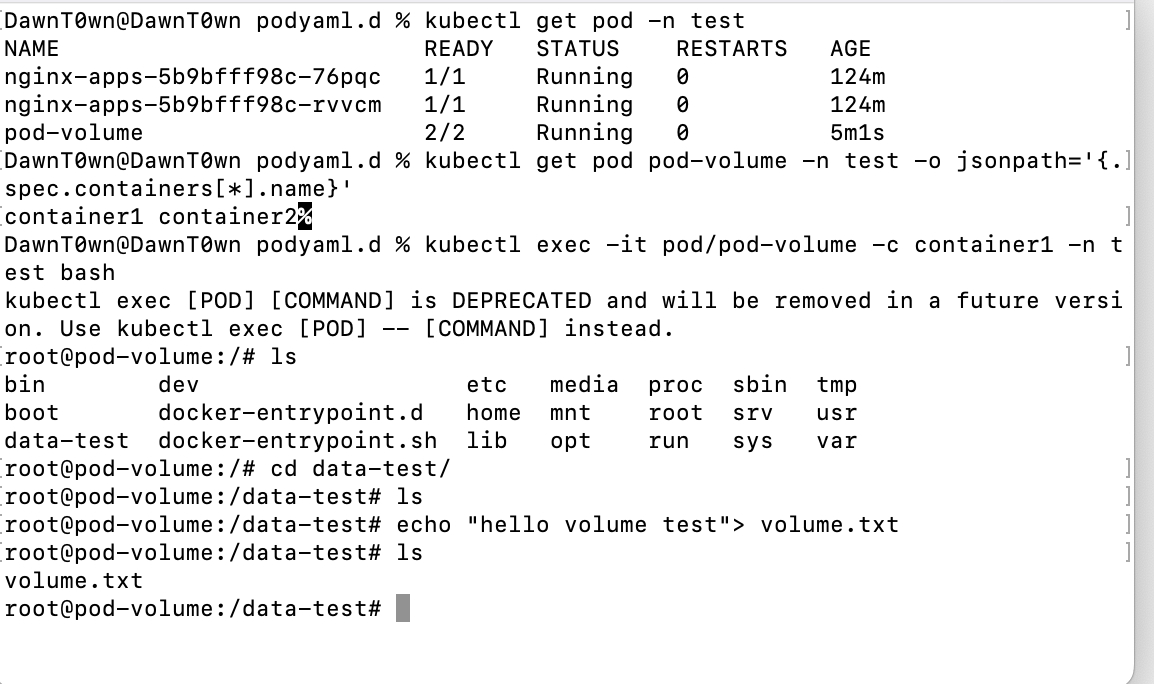 [DawnT0wn@DawnT0wn podyaml.d % kubectl get pod -n test ]
NAME READY STATUS RESTARTS AGE
nginx-apps-5b9bfff98c-76pqc 1/1 Running 0 124m
nginx-apps-5b9bfff98c-rvvcm 1/1 Running 0 124m
pod-volume 2/2 Running 0 5m1s
[DawnT0wn@DawnT0wn podyaml.d % kubectl get pod pod-volume -n test -o jsonpath='{.]
spec.containers[*].name}'
[container1 container2% ]
DawnT0wn@DawnT0wn podyaml.d % kubectl exec -it pod/pod-volume -c container1 -n t
est bash
kubectl exec [POD] [COMMAND] is DEPRECATED and will be removed in a future versi
on. Use kubectl exec [POD] -- [COMMAND] instead.
[root@pod-volume:/# ls ]
bin dev etc media proc sbin tmp
boot docker-entrypoint.d home mnt root srv usr
data-test docker-entrypoint.sh lib opt run sys var
[root@pod-volume:/# cd data-test/ ]
[root@pod-volume:/data-test# ls ]
[root@pod-volume:/data-test# echo "hello volume test"> volume.txt ]
[root@pod-volume:/data-test# ls ]
volume.txt
root@pod-volume:/data-test#